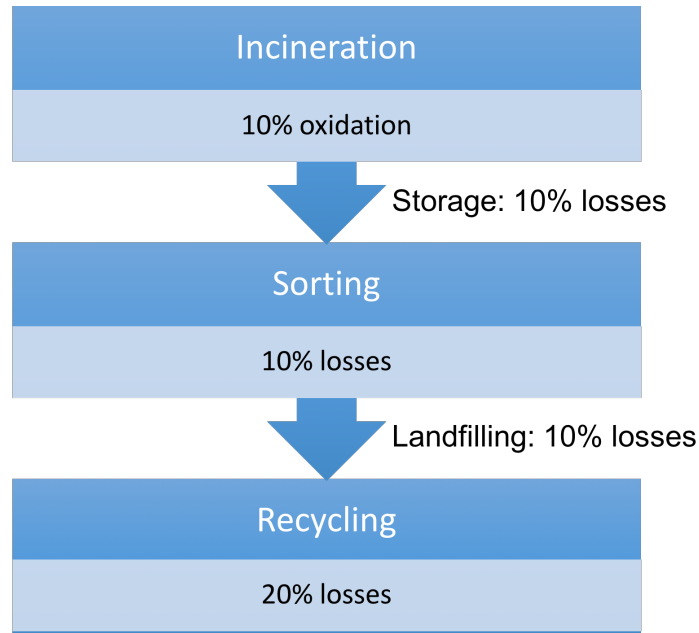 Incineration
10% oxidation
Storage: 10% losses
Sorting
10% losses
Landfilling: 10% losses
Recycling
20% losses